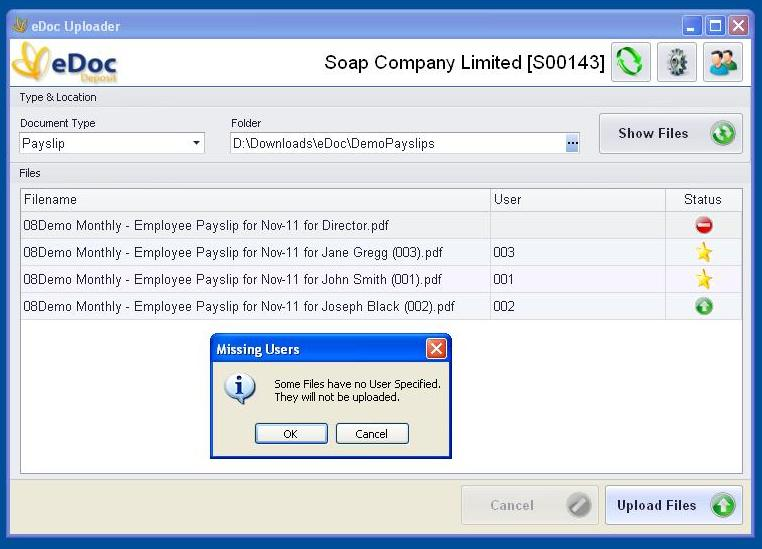 eDoc Uploader
eDoc
Deposit
Soap Company Limited [S00143]
Type & Location
Document Type
Folder
Payslip
D:\Downloads\eDoc\DemoPayslips
...
Show Files
Files
Filename User Status
08Demo Monthly - Employee Payslip for Nov-11 for Director.pdf
08Demo Monthly - Employee Payslip for Nov-11 for Jane Gregg (003).pdf 003
08Demo Monthly - Employee Payslip for Nov-11 for John Smith (001).pdf 001
08Demo Monthly - Employee Payslip for Nov-11 for Joseph Black (002).pdf 002
Missing Users
Some Files have no User Specified.
They will not be uploaded.
OK Cancel
Cancel
Upload Files